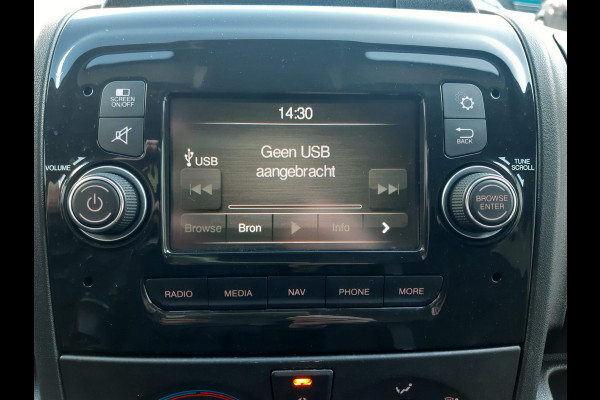 14:30
SCREEN
ON/OFF
Geen USB
aangebracht
USB
BACK
VOLUME
TUNE
SCROLL
BROWSE
ENTER
Browse Bron Info
RADIO MEDIA NAV PHONE MORE